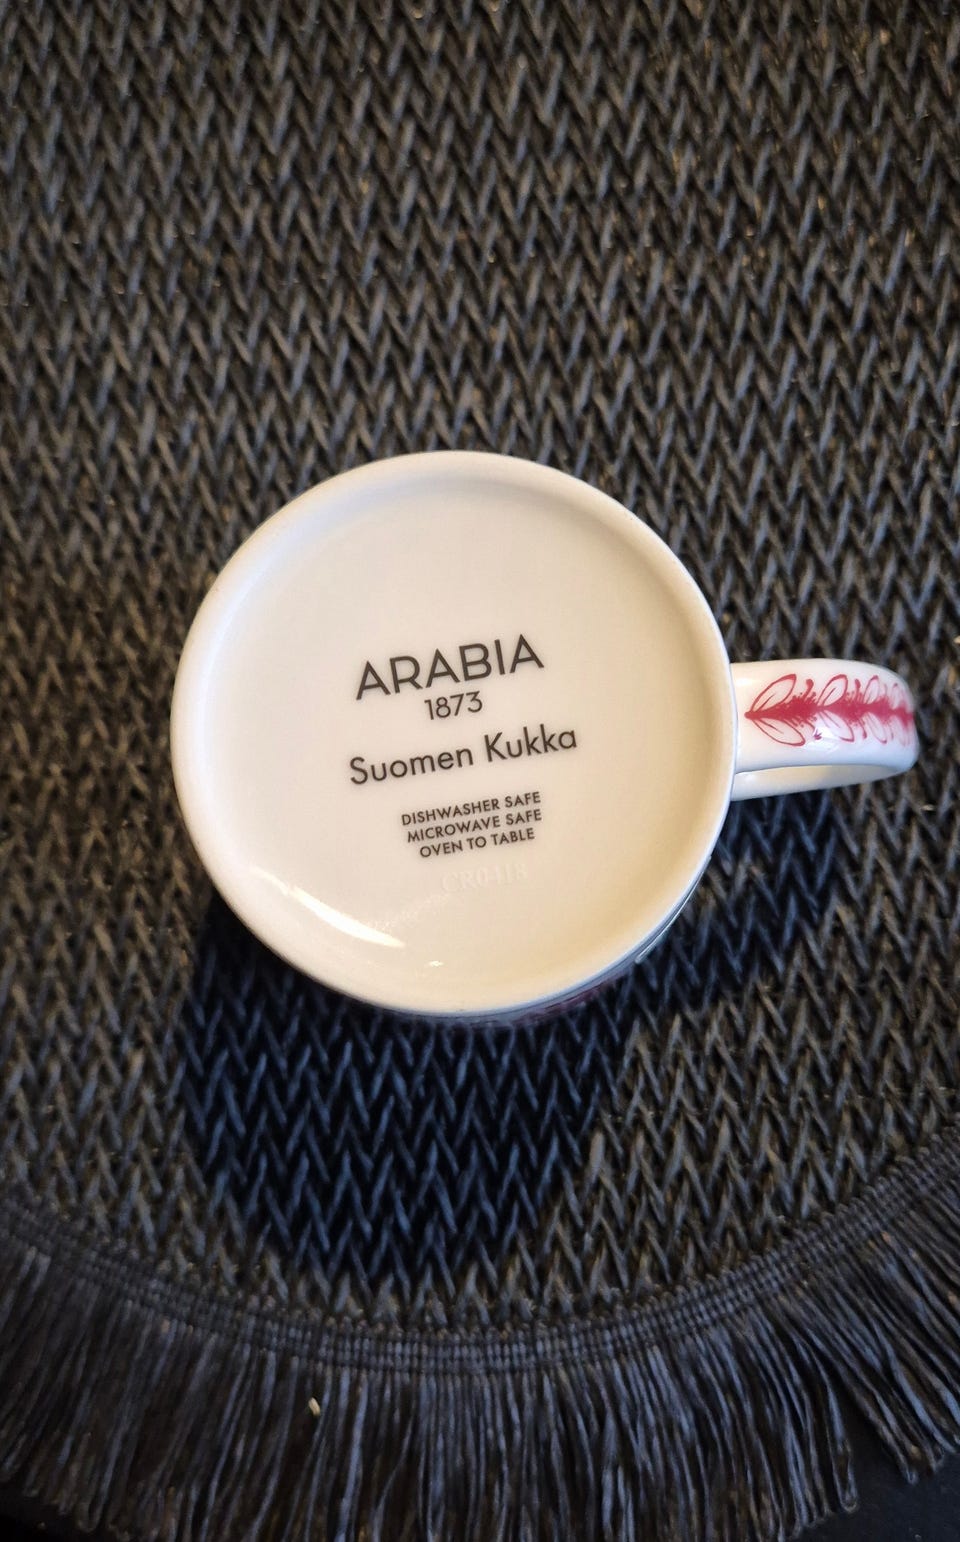 ARABIA
1873
Suomen Kukka
DISHWASHER SAFE
MICROWAVE SAFE
OVEN TO TABLE